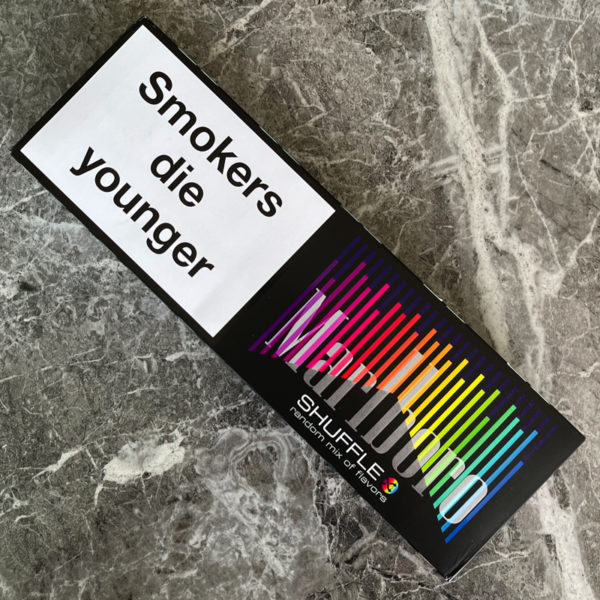 Smokers
die
younger
Marlboro
SHUFFLE
random mix of flavors